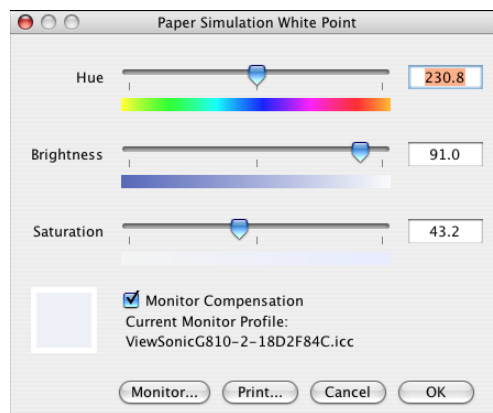 Paper Simulation White Point
Hue 230.8
Brightness 91.0
Saturation 43.2
Monitor Compensation
Current Monitor Profile:
ViewSonicG810-2-18D2F84C.icc
Monitor... Print... Cancel OK